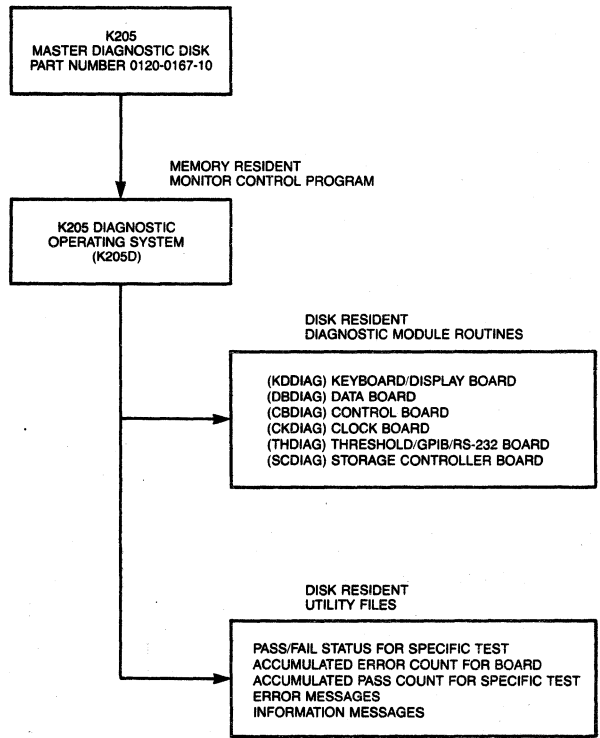 K205
MASTER DIAGNOSTIC DISK
PART NUMBER 0120-0167-10
MEMORY RESIDENT
MONITOR CONTROL PROGRAM
K205 DIAGNOSTIC
OPERATING SYSTEM
(K205D)
DISK RESIDENT
DIAGNOSTIC MODULE ROUTINES
(KDDIAG) KEYBOARD/DISPLAY BOARD
(DBDIAG) DATA BOARD
(CBDIAG) CONTROL BOARD
(CKDIAG) CLOCK BOARD
(THDIAG) THRESHOLD/GPIB/RS-232 BOARD
(SCDIAG) STORAGE CONTROLLER BOARD
DISK RESIDENT
UTILITY FILES
PASS/FAIL STATUS FOR SPECIFIC TEST
ACCUMULATED ERROR COUNT FOR BOARD
ACCUMULATED PASS COUNT FOR SPECIFIC TEST
ERROR MESSAGES
INFORMATION MESSAGES